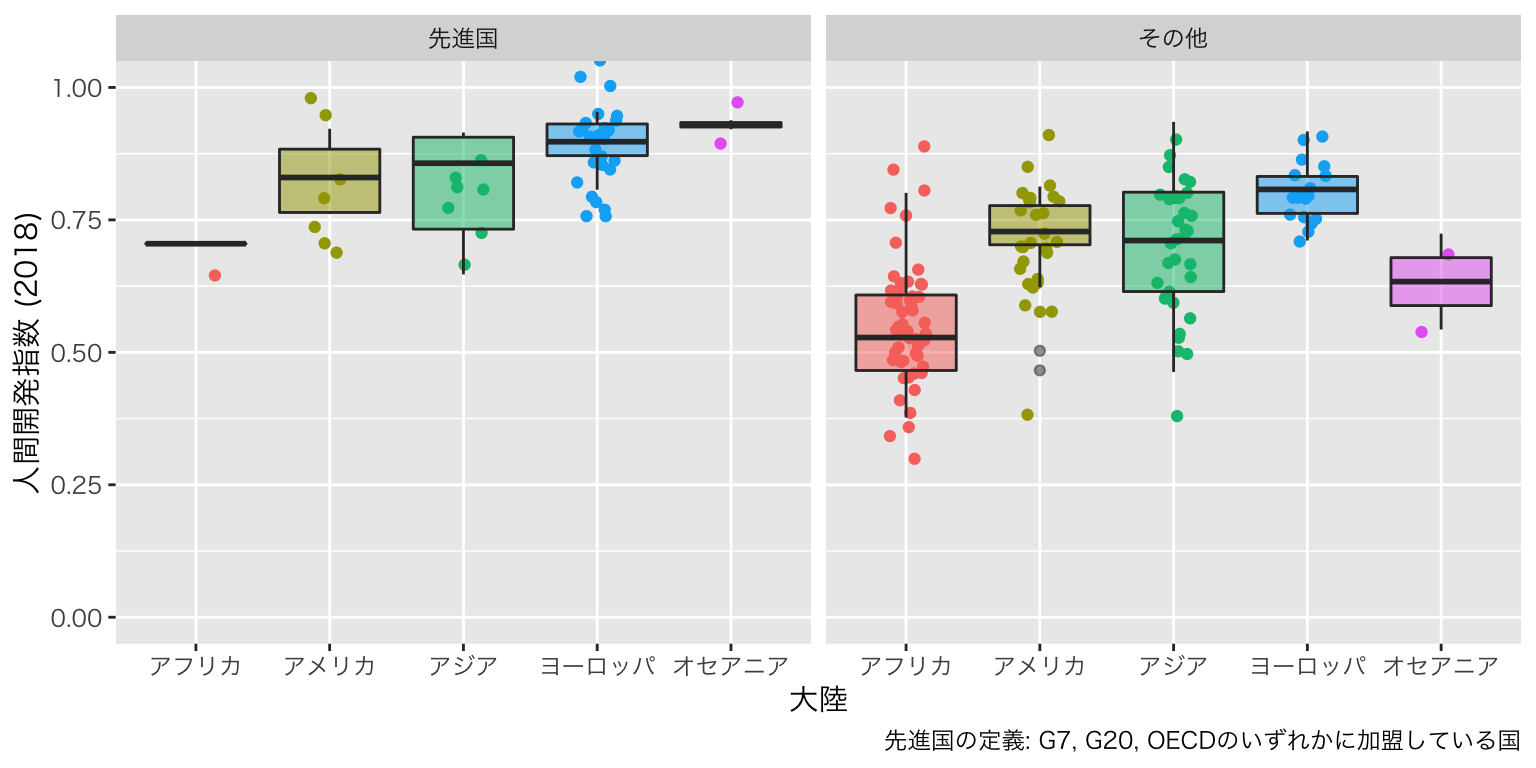 先進国
その他
人間開発指数 (2018)
1.00
0.75
0.50
0.25
0.00
アフリカ アメリカ アジア ヨーロッパ オセアニア
アフリカ アメリカ アジア ヨーロッパ オセアニア
大陸
先進国の定義: G7, G20, OECDのいずれかに加盟している国